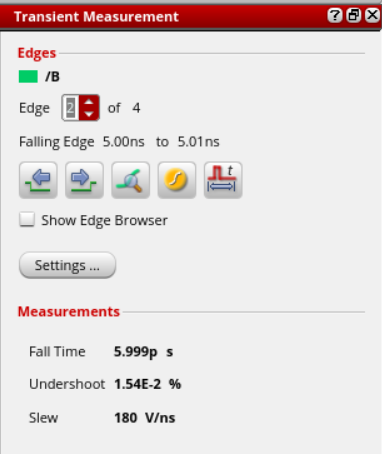 Transient Measurement
Edges
/B
Edge 2 of 4
Falling Edge 5.00ns to 5.01ns
t
Show Edge Browser
Settings ...
Measurements
Fall Time 5.999p s
Undershoot 1.54E-2 %
Slew 180 V/ns